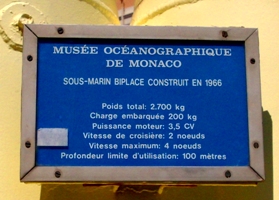 MUSÉE OCÉANOGRAPHIQUE
DE MONACO
SOUS-MARIN BIPLACE CONSTRUIT EN 1966
Poids total: 2.700 kg
Charge embarquée 200 kg
Puissance moteur: 3,5 CV
Vitesse de croisière: 2 noeuds
Vitesse maximum: 4 noeuds
Profondeur limite d'utilisation: 100 mètres